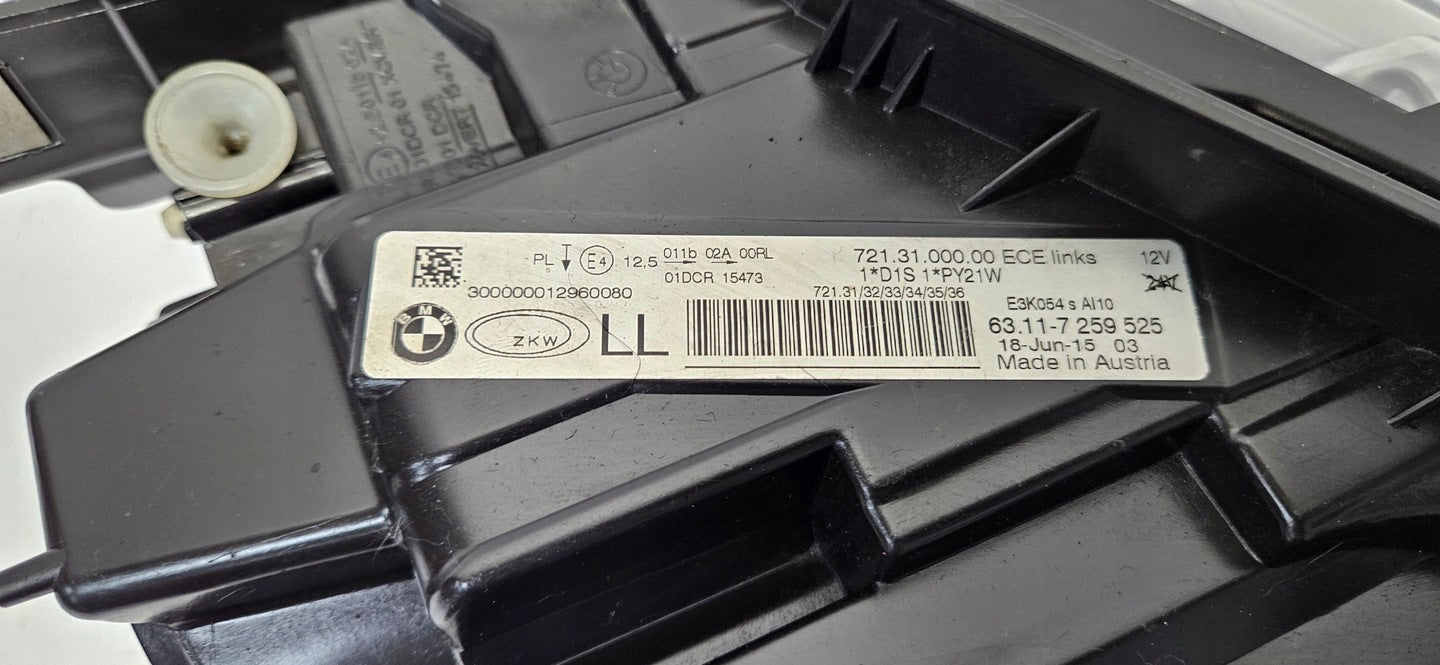 01DCR
PL E4 12,5 011b 02A 00RL
01DCR 15473
300000012960080
BMW
ZKW
LL
721.31.000.00 ECE links
1*D1S 1*PY21W
721.31/32/33/34/35/36
12V
24V
E3K054 s AI10
63.11-7 259 525
18-Jun-15 03
Made in Austria